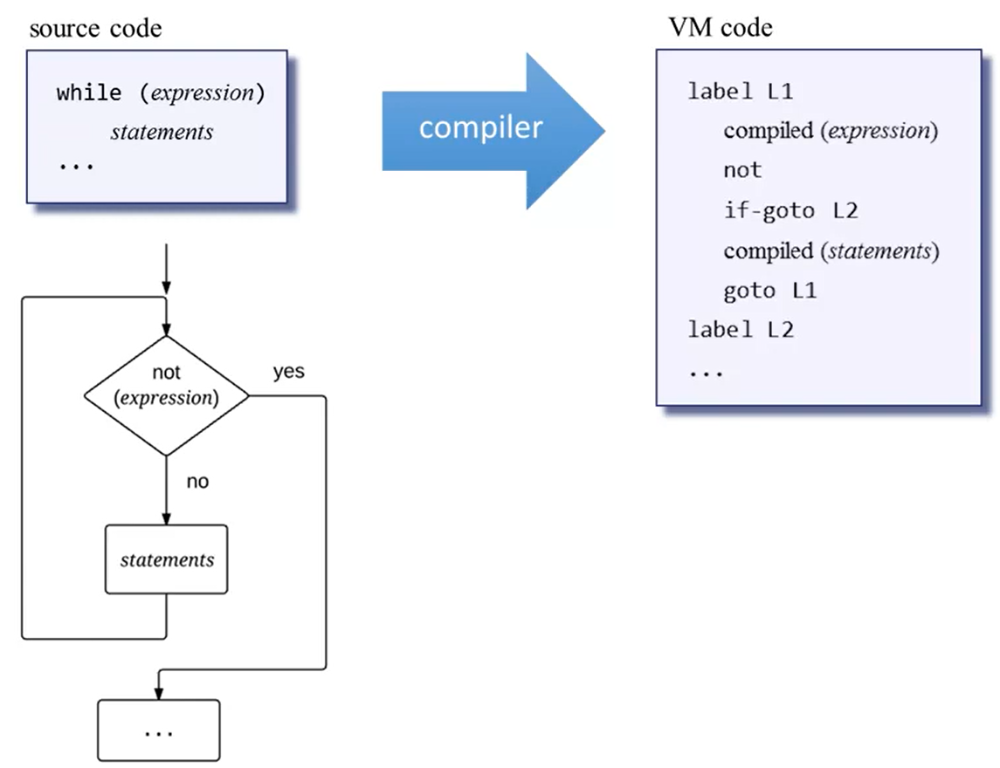 source code
while (expression)
statements
...
compiler
VM code
label L1
compiled (expression)
not
if-goto L2
compiled (statements)
goto L1
label L2
...
not
(expression)
yes
no
statements
...